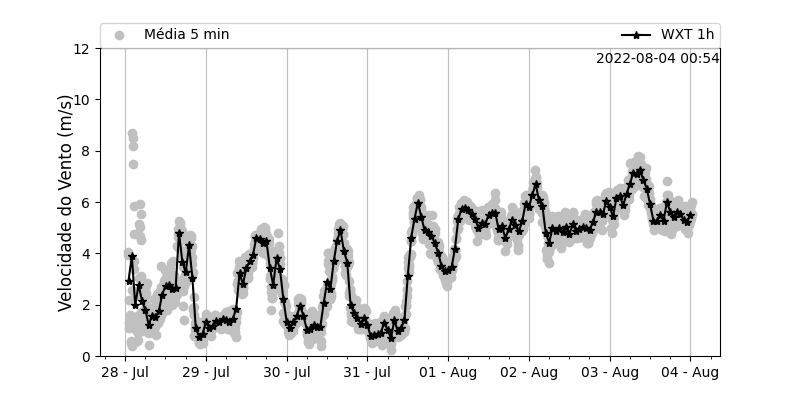 Média 5 min
WXT 1h
2022-08-04 00:54
Velocidade do Vento (m/s)
12
10
8
6
4
2
0
28 - Jul 29 - Jul 30 - Jul 31 - Jul 01 - Aug 02 - Aug 03 - Aug 04 - Aug